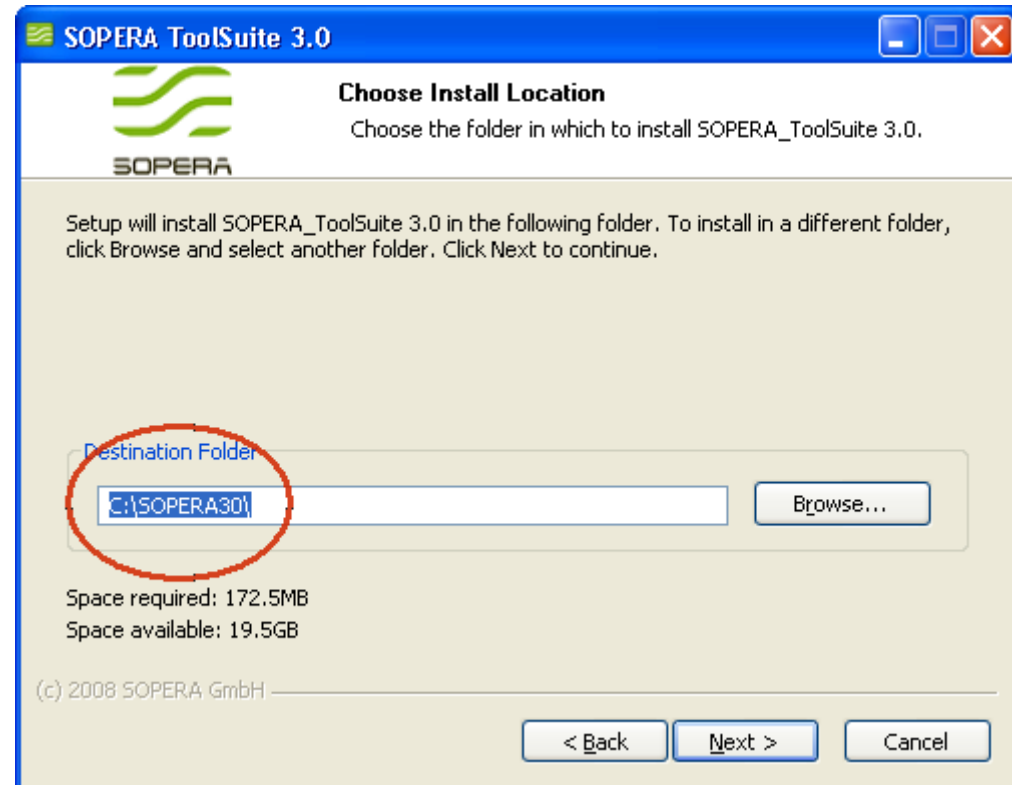 SOPERA ToolSuite 3.0
Choose Install Location
Choose the folder in which to install SOPERA_ToolSuite 3.0.
SOPERA
Setup will install SOPERA_ToolSuite 3.0 in the following folder. To install in a different folder,
click Browse and select another folder. Click Next to continue.
Destination Folder
C:\SOPERA30\
Browse...
Space required: 172.5MB
Space available: 19.5GB
(c) 2008 SOPERA GmbH
< Back
Next >
Cancel